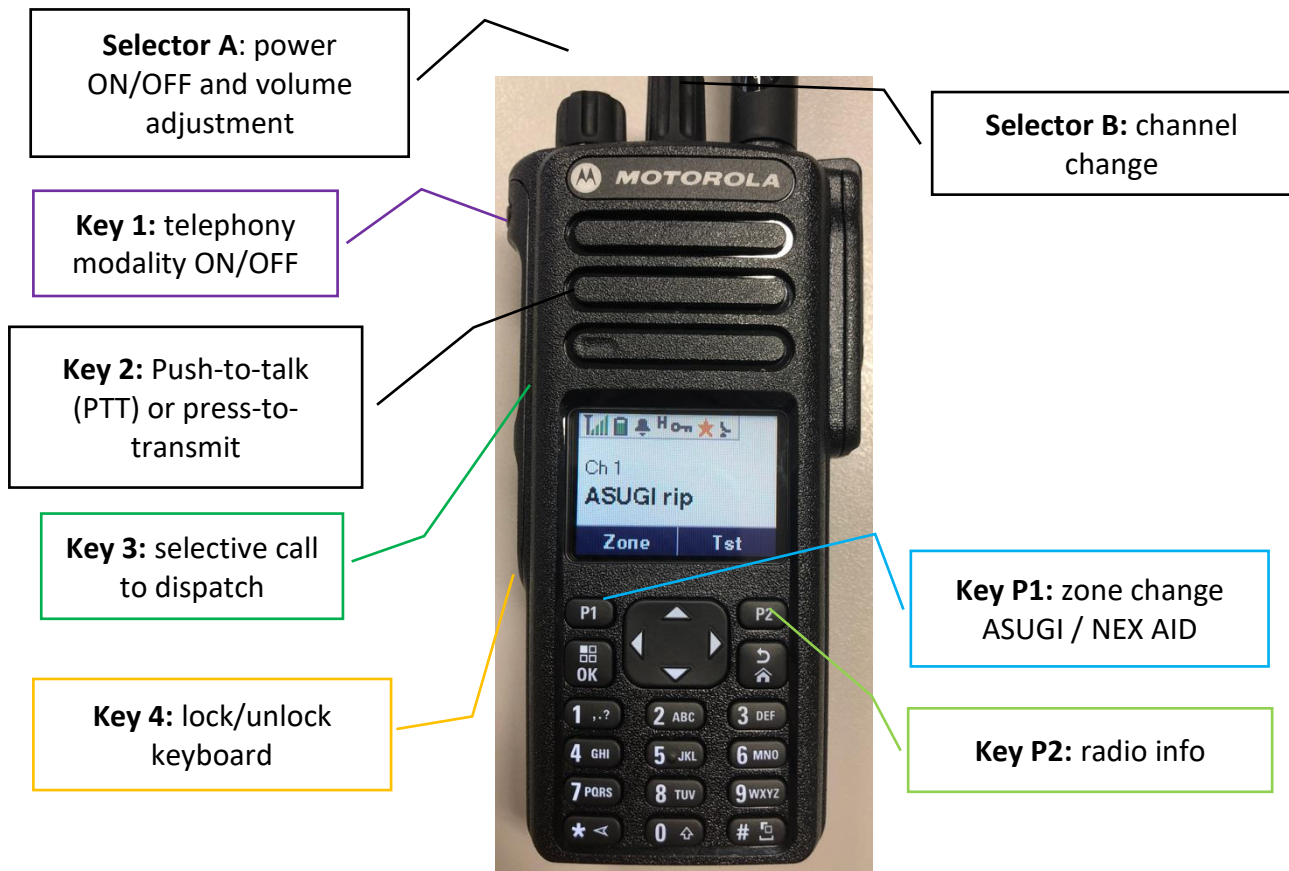 Selector A: power
ON/OFF and volume
adjustment
Selector B: channel
change
Key 1: telephony
modality ON/OFF
Key 2: Push-to-talk
(PTT) or press-to-
transmit
Key 3: selective call
to dispatch
Key 4: lock/unlock
keyboard
Key P1: zone change
ASUGI / NEX AID
Key P2: radio info
MOTOROLA
H
Ch 1
ASUGI rip
Zone Tst
P1 P2
OK
1 ,.? 2 ABC 3 DEF
4 GHI 5 JKL 6 MNO
7 PQRS 8 TUV 9 WXYZ
* 0 #